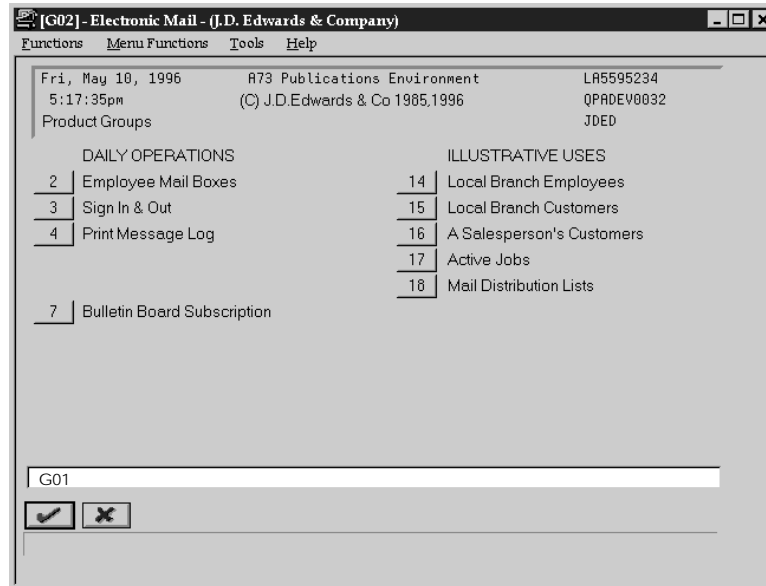 [G02] - Electronic Mail - (J.D. Edwards & Company)
Functions Menu Functions Tools Help
Fri, May 10, 1996 A73 Publications Environment LA5595234
5:17:35pm (C) J.D.Edwards & Co 1985,1996 QPADEV0032
Product Groups JDED
DAILY OPERATIONS ILLUSTRATIVE USES
2 Employee Mail Boxes 14 Local Branch Employees
3 Sign In & Out 15 Local Branch Customers
4 Print Message Log 16 A Salesperson's Customers
17 Active Jobs
18 Mail Distribution Lists
7 Bulletin Board Subscription
G01